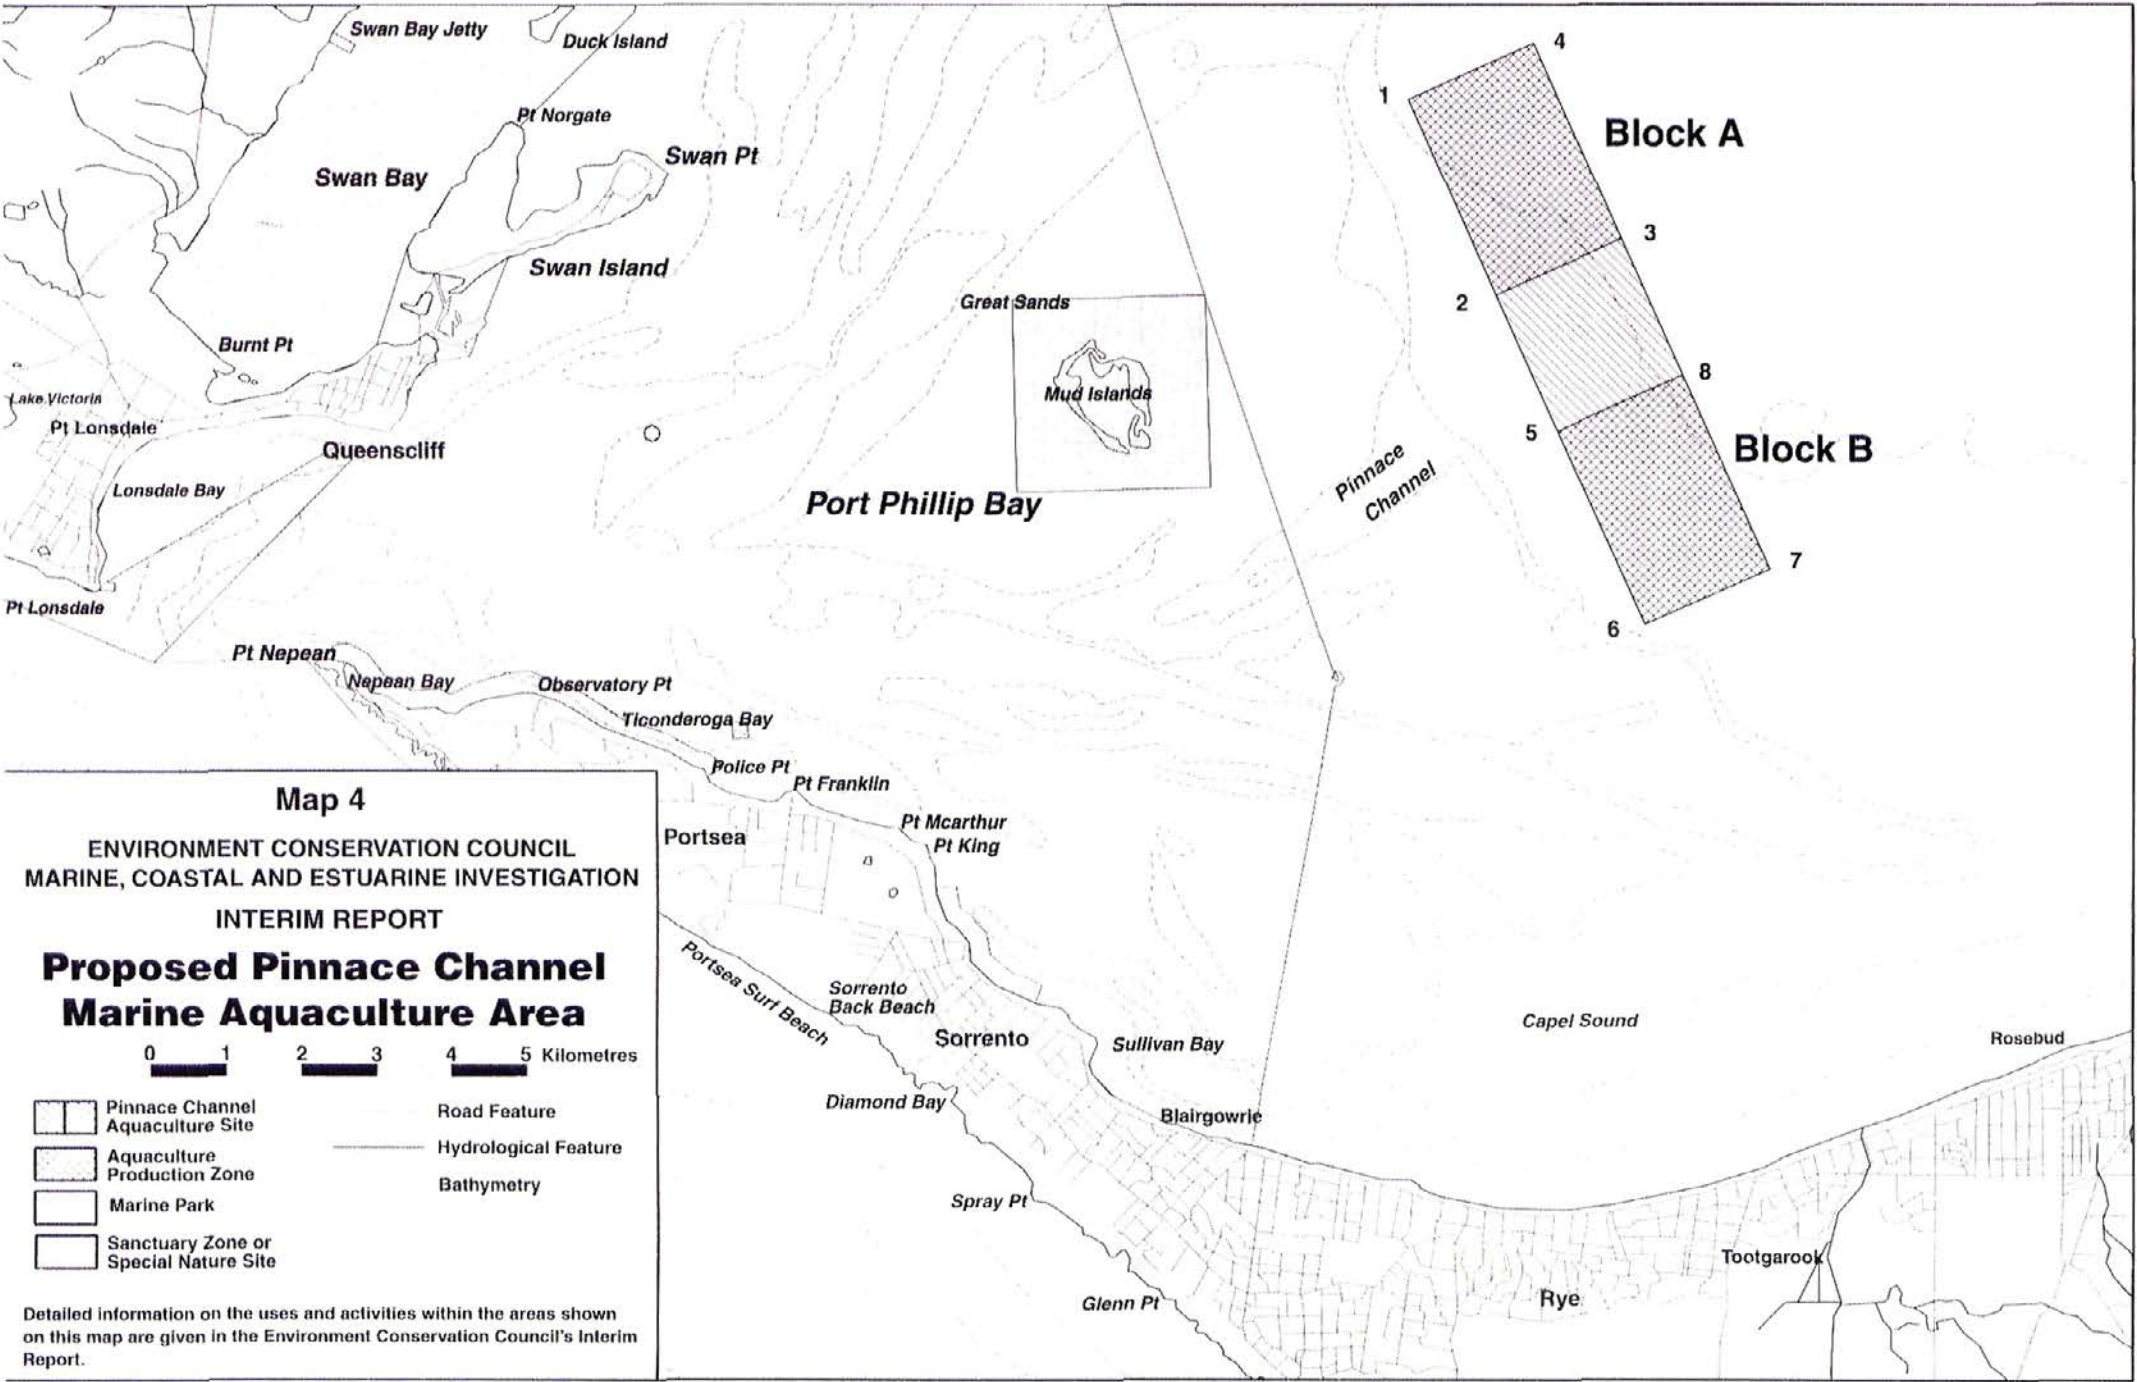 Swan Bay Jetty
Duck Island
4
1
Pt Norgate
Block A
Swan Pt
Swan Bay
3
Swan Island
Great Sands
2
Burnt Pt
8
Mud Islands
Lake Victoria
Pt Lonsdale
5
Queenscliff
Block B
Pinnace
Channel
Lonsdale Bay
Port Phillip Bay
7
Pt Lonsdale
6
Pt Nepean
Nepean Bay
Observatory Pt
Ticonderoga Bay
Police Pt
Pt Franklin
Pt Mcarthur
Pt King
Portsea
Portsea Surf Beach
Sorrento
Back Beach
Sorrento
Sullivan Bay
Capel Sound
Rosebud
Diamond Bay
Blairgowrie
Spray Pt
Tootgarook
Glenn Pt
Rye
Map 4
ENVIRONMENT CONSERVATION COUNCIL
MARINE, COASTAL AND ESTUARINE INVESTIGATION
INTERIM REPORT
Proposed Pinnace Channel
Marine Aquaculture Area
0 1 2 3 4 5 Kilometres
Pinnace Channel
Aquaculture Site
Aquaculture
Production Zone
Marine Park
Sanctuary Zone or
Special Nature Site
Road Feature
Hydrological Feature
Bathymetry
Detailed information on the uses and activities within the areas shown
on this map are given in the Environment Conservation Council's Interim
Report.